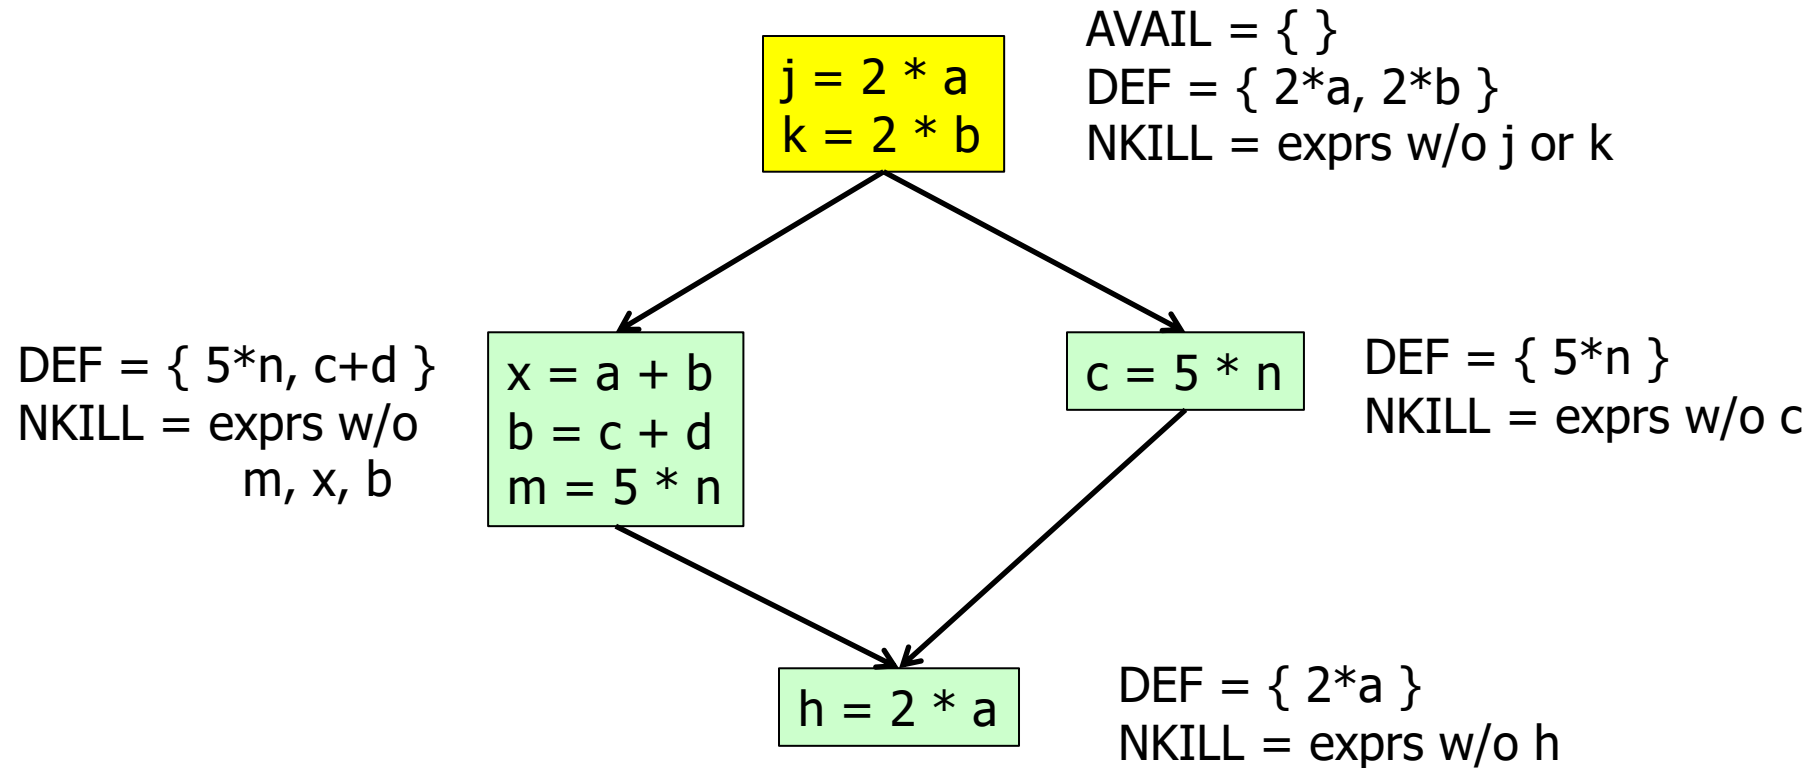 AVAIL = { }
DEF = { 2*a, 2*b }
NKILL = exprs w/o j or k
j = 2 * a
k = 2 * b
DEF = { 5*n, c+d }
NKILL = exprs w/o
m, x, b
x = a + b
b = c + d
m = 5 * n
c = 5 * n
DEF = { 5*n }
NKILL = exprs w/o c
h = 2 * a
DEF = { 2*a }
NKILL = exprs w/o h